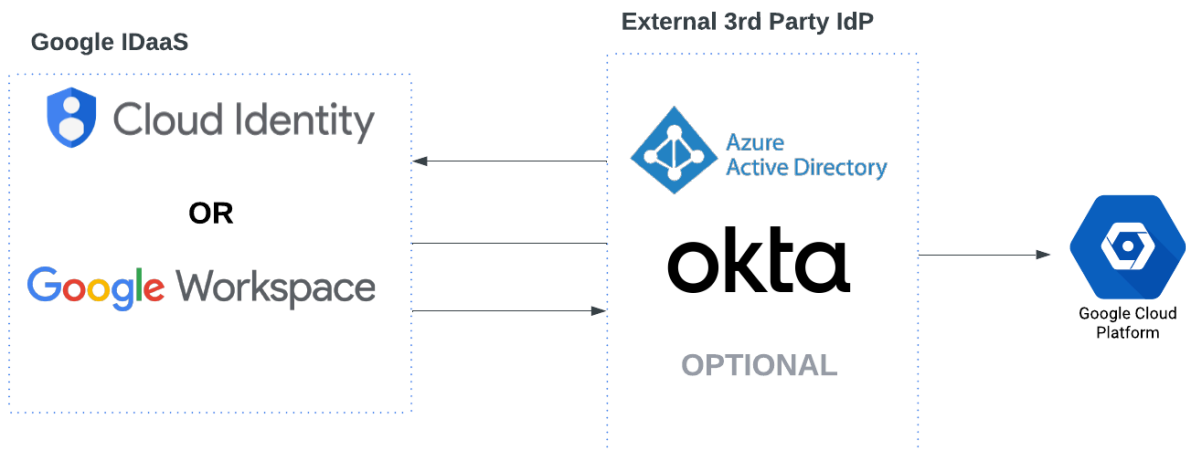 Google IDaaS
Cloud Identity
OR
Google Workspace
External 3rd Party IdP
Azure
Active Directory
okta
OPTIONAL
Google Cloud
Platform